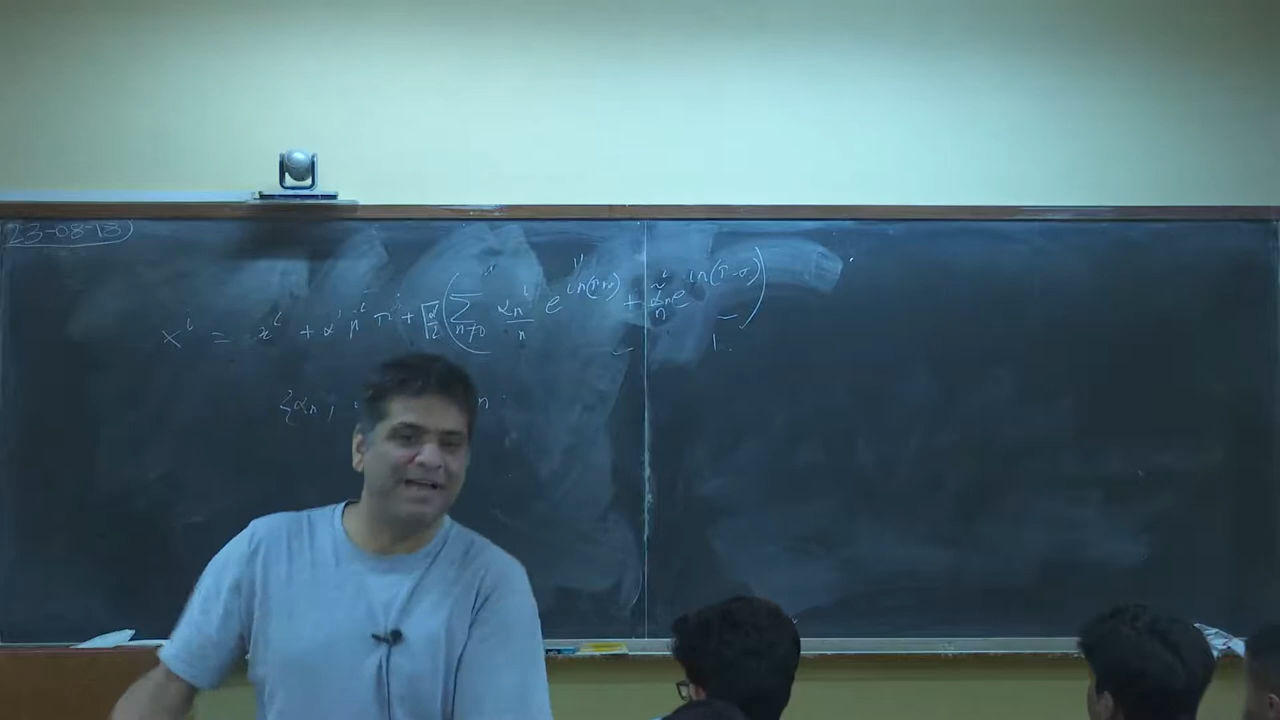 23-08-18
X^i = x^i + α' p^i τ + √(α'/2) ( Σ_{n≠0} α_n^i/n e^{in(τ+σ)} + α̃_n^i/n e^{in(τ-σ)} )
{α_n, n